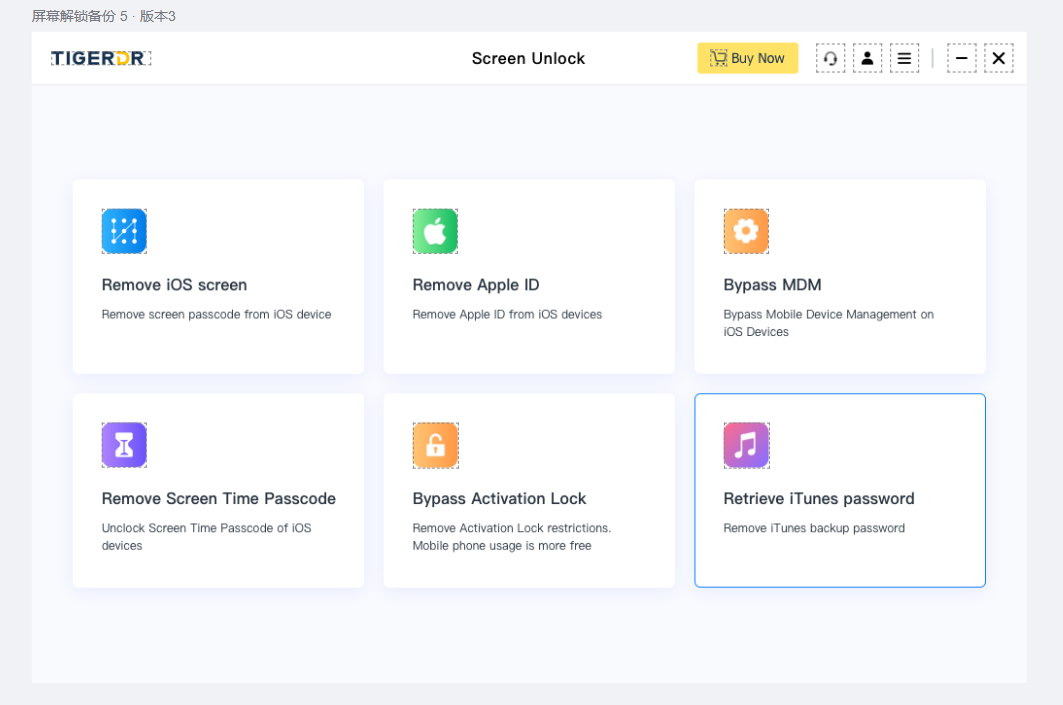 屏幕解锁备份 5 · 版本3
TIGERDR
Screen Unlock
Buy Now
Remove iOS screen
Remove screen passcode from iOS device
Remove Apple ID
Remove Apple ID from iOS devices
Bypass MDM
Bypass Mobile Device Management on
iOS Devices
Remove Screen Time Passcode
Unclock Screen Time Passcode of iOS
devices
Bypass Activation Lock
Remove Activation Lock restrictions.
Mobile phone usage is more free
Retrieve iTunes password
Remove iTunes backup password